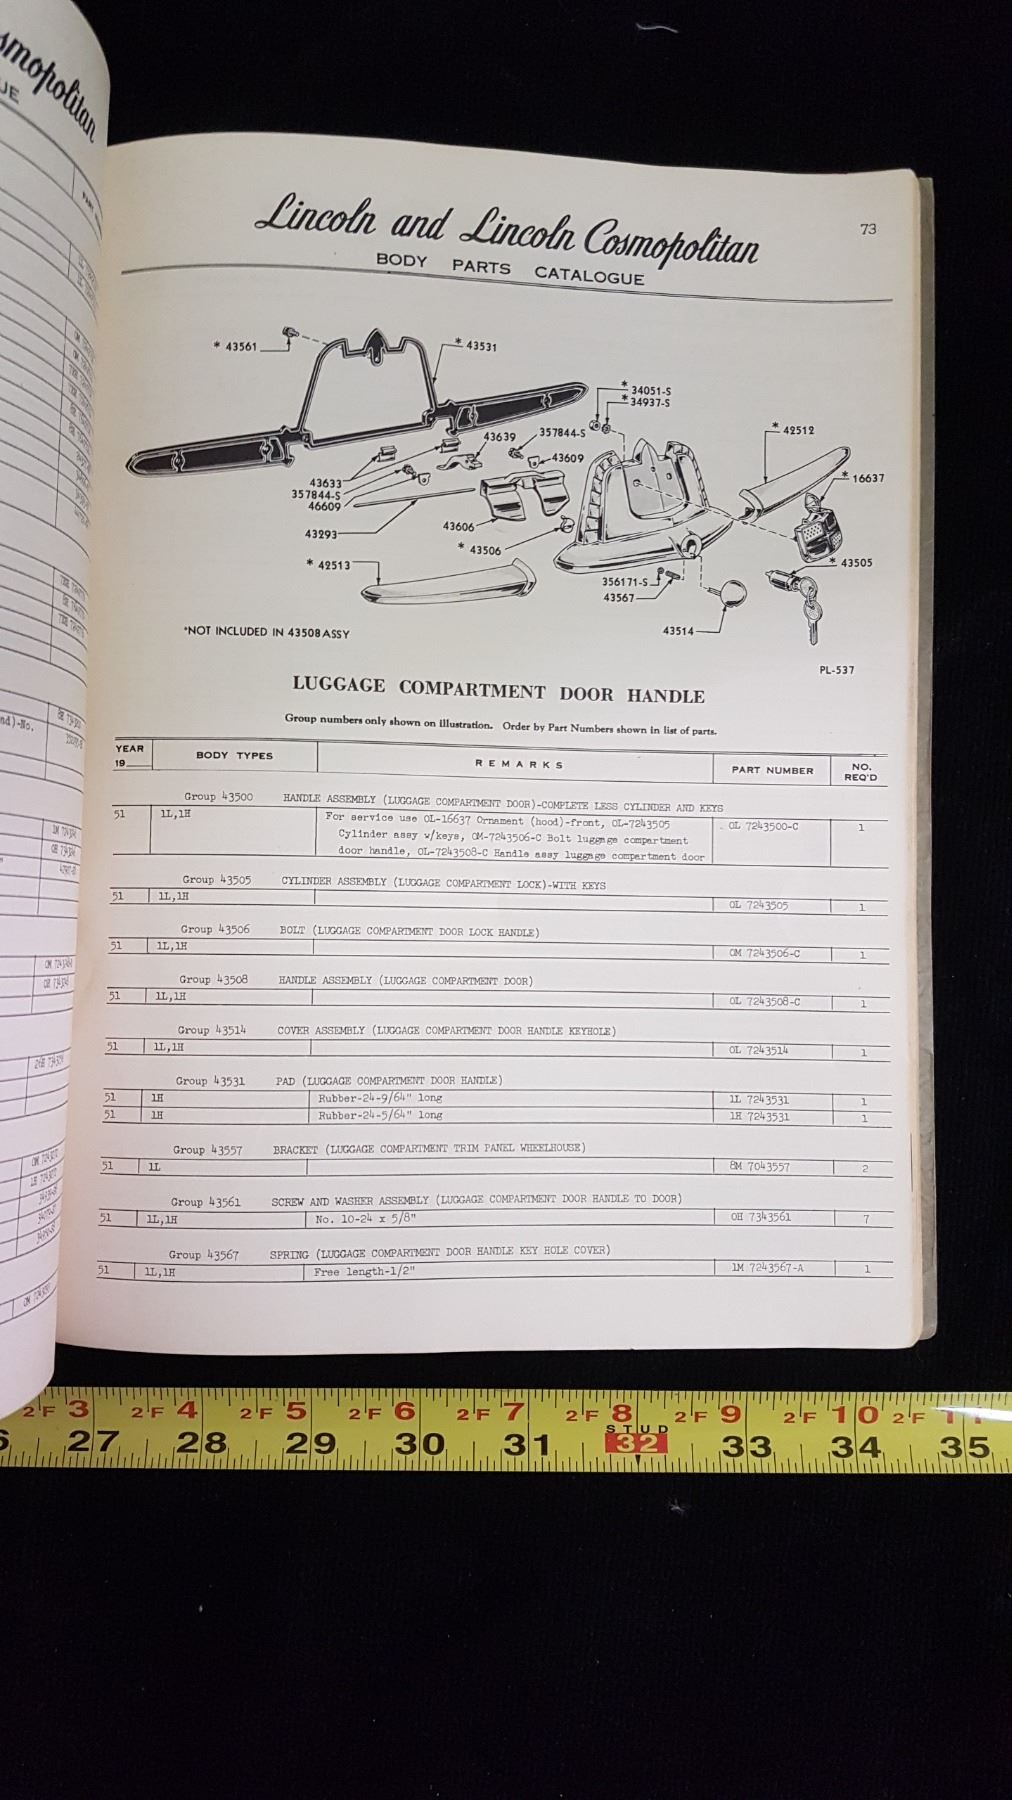 smopolitan
UE
nd)-No.
Lincoln and Lincoln Cosmopolitan
73
BODY PARTS CATALOGUE
* 43561
* 43531
* 34051-S
* 34937-S
* 42512
43639
357844-S
43609
* 16637
43633
357844-S
46609
43606
43293
* 43506
* 43505
* 42513
356171-S
43567
43514
*NOT INCLUDED IN 43508 ASSY
PL-537
LUGGAGE COMPARTMENT DOOR HANDLE
Group numbers only shown on illustration. Order by Part Numbers shown in list of parts.
YEAR 19 BODY TYPES REMARKS PART NUMBER NO. REQ'D
Group 43500 HANDLE ASSEMBLY (LUGGAGE COMPARTMENT DOOR)-COMPLETE LESS CYLINDER AND KEYS
51 1L,1H For service use OL-16637 Ornament (hood)-front, OL-7243505 OL 7243500-C 1
Cylinder assy w/keys, OM-7243506-C Bolt luggage compartment
door handle, OL-7243508-C Handle assy luggage compartment door
Group 43505 CYLINDER ASSEMBLY (LUGGAGE COMPARTMENT LOCK)-WITH KEYS
51 1L,1H OL 7243505 1
Group 43506 BOLT (LUGGAGE COMPARTMENT DOOR LOCK HANDLE)
51 1L,1H OM 7243506-C 1
Group 43508 HANDLE ASSEMBLY (LUGGAGE COMPARTMENT DOOR)
51 1L,1H OL 7243508-C 1
Group 43514 COVER ASSEMBLY (LUGGAGE COMPARTMENT DOOR HANDLE KEYHOLE)
51 1L,1H OL 7243514 1
Group 43531 PAD (LUGGAGE COMPARTMENT DOOR HANDLE)
51 1H Rubber-24-9/64" long 1L 7243531 1
51 1H Rubber-24-5/64" long 1H 7243531 1
Group 43557 BRACKET (LUGGAGE COMPARTMENT TRIM PANEL WHEELHOUSE)
51 1L 8M 7043557 2
Group 43561 SCREW AND WASHER ASSEMBLY (LUGGAGE COMPARTMENT DOOR HANDLE TO DOOR)
51 1L,1H No. 10-24 x 5/8" OH 7343561 7
Group 43567 SPRING (LUGGAGE COMPARTMENT DOOR HANDLE KEY HOLE COVER)
51 1L,1H Free length-1/2" 1M 7243567-A 1
2F 3 2F 4 2F 5 2F 6 2F 7 2F 8 2F 9 2F 10 2F 11
STUD
27 28 29 30 31 32 33 34 35